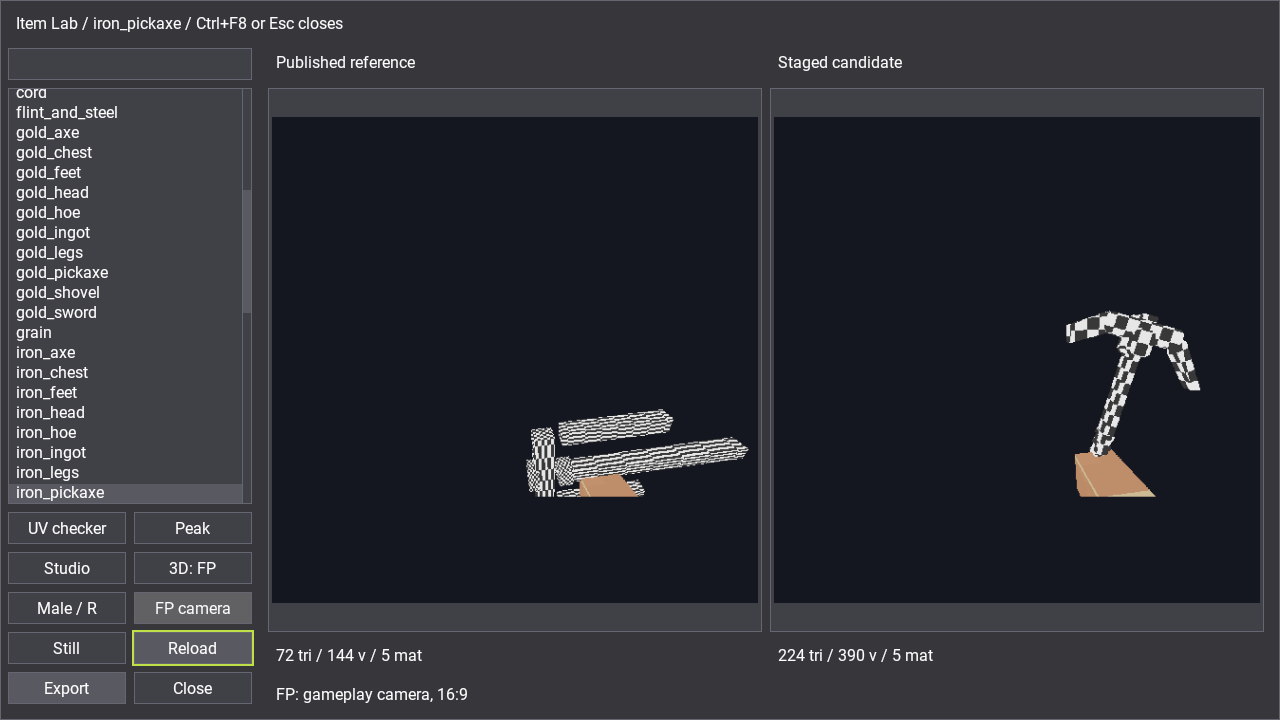 Item Lab / iron_pickaxe / Ctrl+F8 or Esc closes
Published reference
Staged candidate
cord
flint_and_steel
gold_axe
gold_chest
gold_feet
gold_head
gold_hoe
gold_ingot
gold_legs
gold_pickaxe
gold_shovel
gold_sword
grain
iron_axe
iron_chest
iron_feet
iron_head
iron_hoe
iron_ingot
iron_legs
iron_pickaxe
UV checker
Peak
Studio
3D: FP
Male / R
FP camera
Still
Reload
Export
Close
72 tri / 144 v / 5 mat
224 tri / 390 v / 5 mat
FP: gameplay camera, 16:9